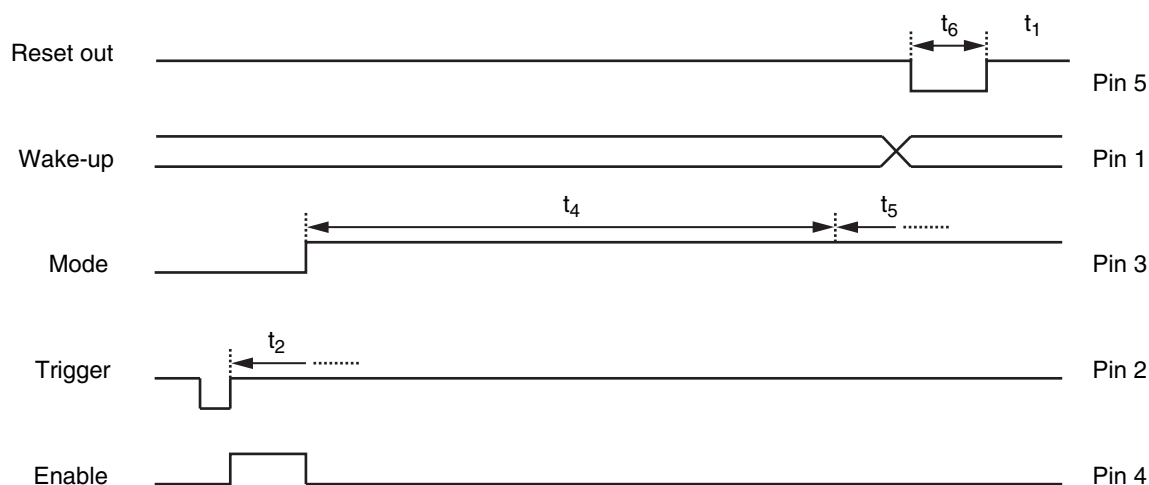 t6 t1
Reset out
Pin 5
Wake-up Pin 1
t4 t5
Mode Pin 3
t2
Trigger Pin 2
Enable Pin 4